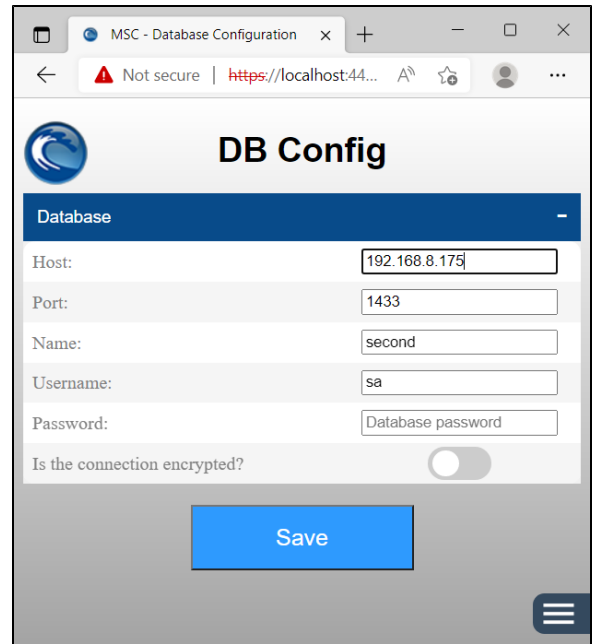 MSC - Database Configuration
Not secure | https://localhost:44... A
DB Config
Database -
Host: 192.168.8.175
Port: 1433
Name: second
Username: sa
Password: Database password
Is the connection encrypted?
Save